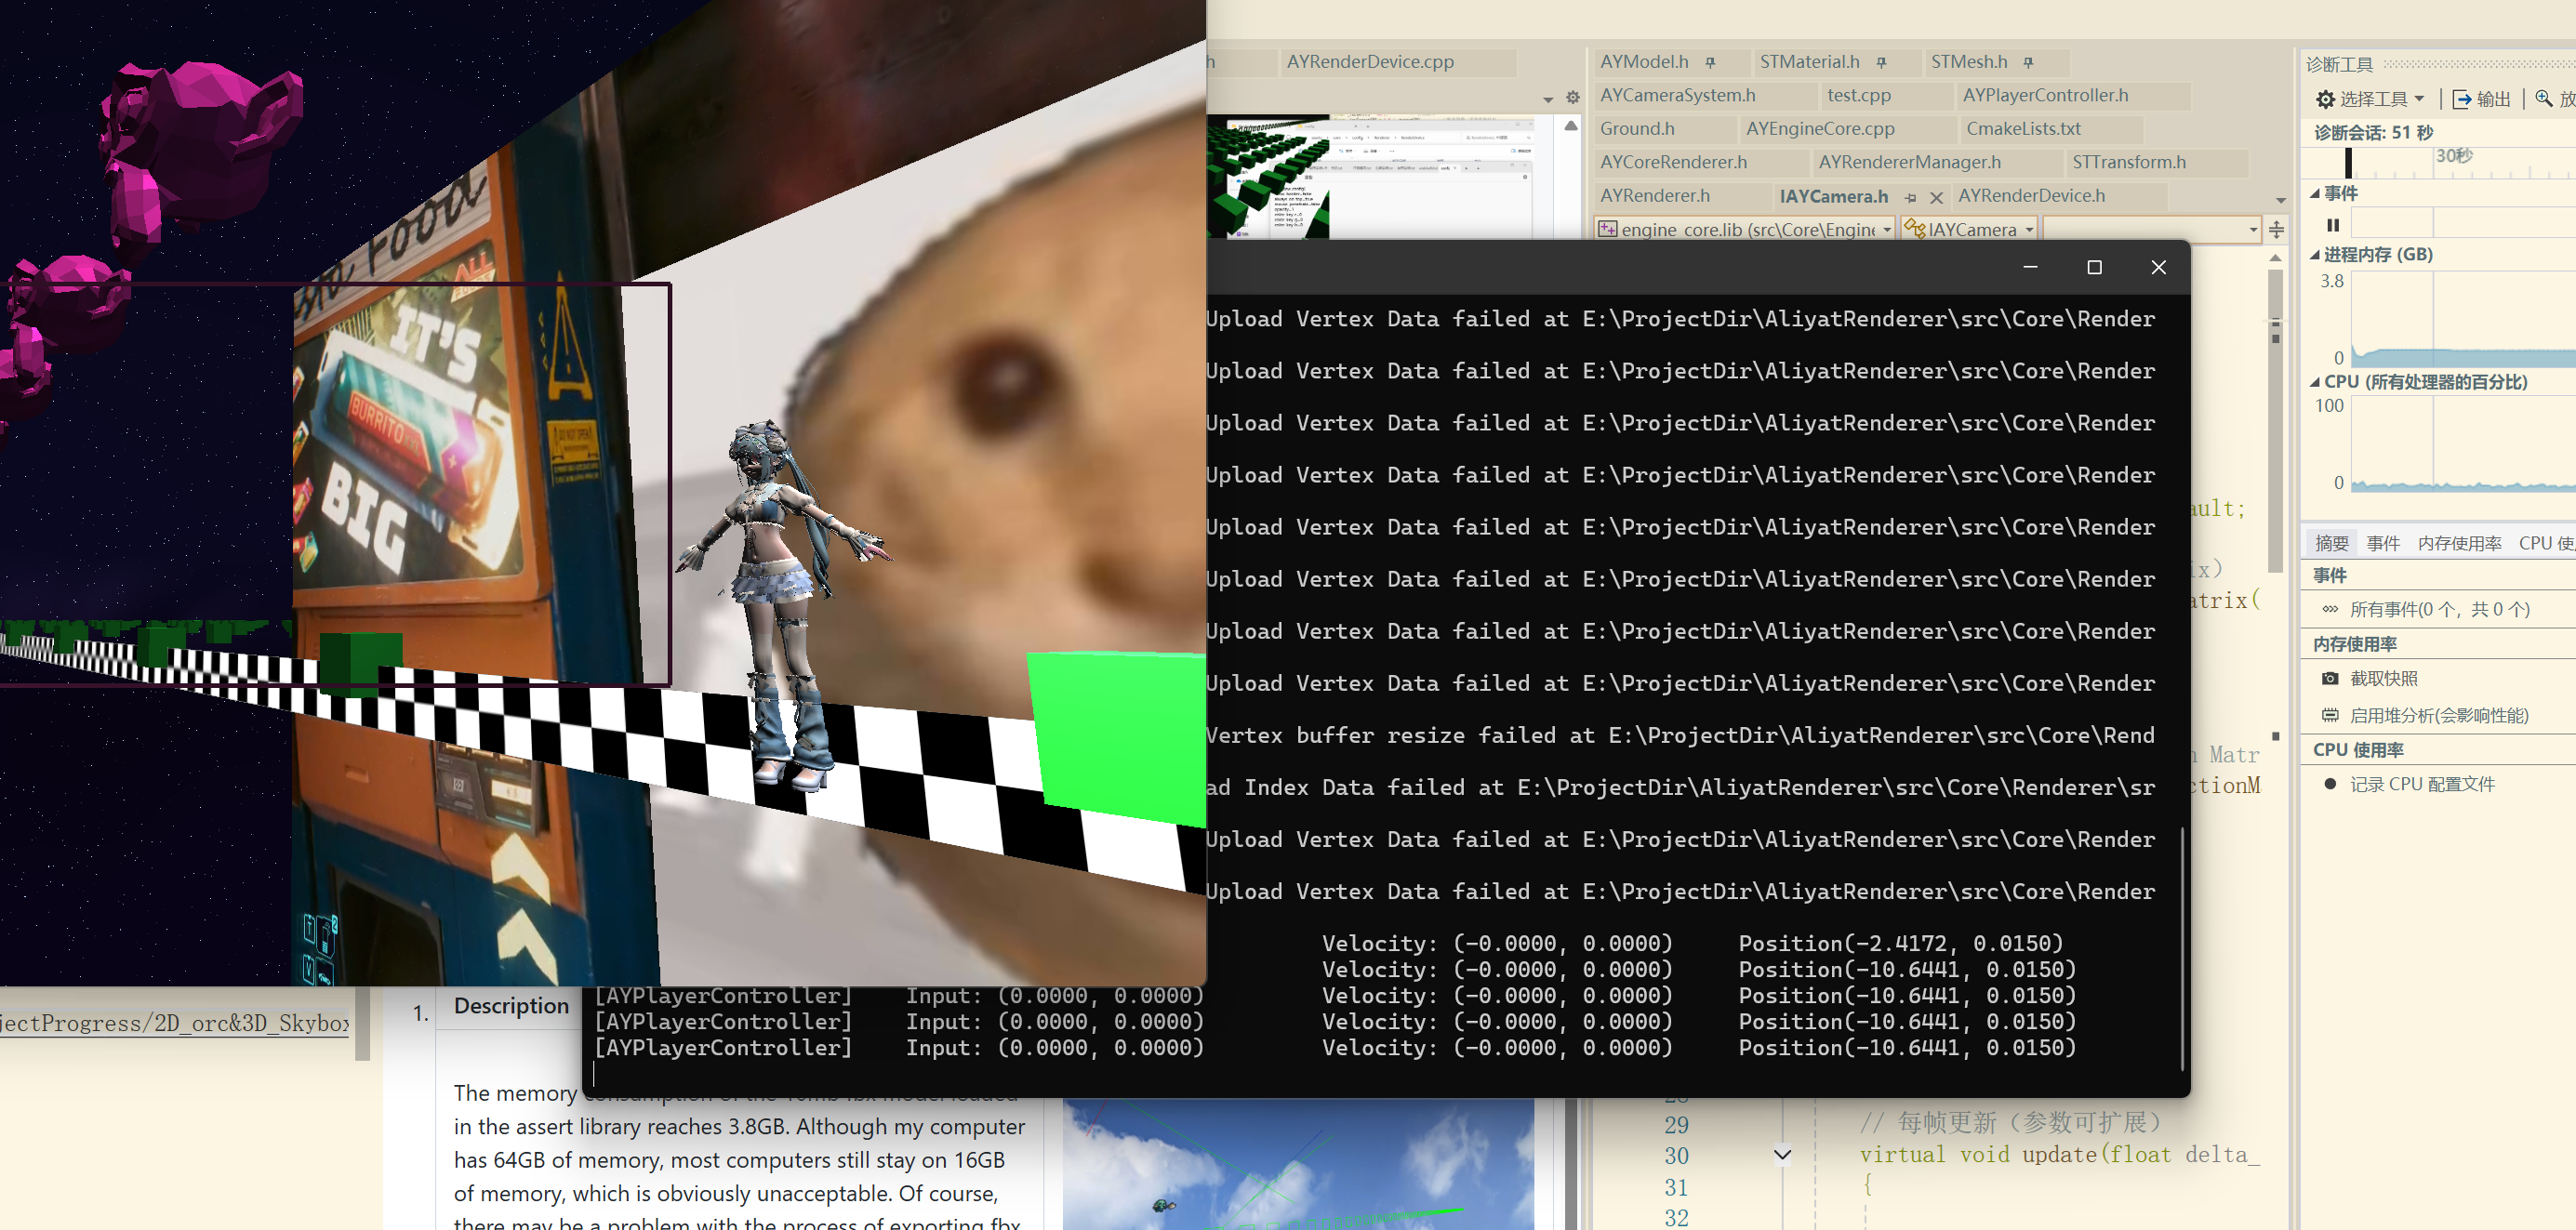 Food
ALL
IT'S
BURRITO
BIG
h
AYRenderDevice.cpp
AYModel.h
STMaterial.h
STMesh.h
AYCameraSystem.h
test.cpp
AYPlayerController.h
Ground.h
AYEngineCore.cpp
CmakeLists.txt
AYCoreRenderer.h
AYRendererManager.h
STTransform.h
AYRenderer.h
IAYCamera.h
AYRenderDevice.h
engine_core.lib (src\Core\Engine
IAYCamera
诊断工具
选择工具
输出
放
诊断会话: 51 秒
30秒
事件
进程内存 (GB)
3.8
0
CPU (所有处理器的百分比)
100
0
摘要 事件 内存使用率 CPU 使
事件
所有事件(0 个，共 0 个)
内存使用率
截取快照
启用堆分析(会影响性能)
CPU 使用率
记录 CPU 配置文件
Upload Vertex Data failed at E:\ProjectDir\AliyatRenderer\src\Core\Render
Upload Vertex Data failed at E:\ProjectDir\AliyatRenderer\src\Core\Render
Upload Vertex Data failed at E:\ProjectDir\AliyatRenderer\src\Core\Render
Upload Vertex Data failed at E:\ProjectDir\AliyatRenderer\src\Core\Render
Upload Vertex Data failed at E:\ProjectDir\AliyatRenderer\src\Core\Render
Upload Vertex Data failed at E:\ProjectDir\AliyatRenderer\src\Core\Render
Upload Vertex Data failed at E:\ProjectDir\AliyatRenderer\src\Core\Render
Upload Vertex Data failed at E:\ProjectDir\AliyatRenderer\src\Core\Render
Vertex buffer resize failed at E:\ProjectDir\AliyatRenderer\src\Core\Rend
ad Index Data failed at E:\ProjectDir\AliyatRenderer\src\Core\Renderer\sr
Upload Vertex Data failed at E:\ProjectDir\AliyatRenderer\src\Core\Render
Upload Vertex Data failed at E:\ProjectDir\AliyatRenderer\src\Core\Render
Velocity: (-0.0000, 0.0000) Position(-2.4172, 0.0150)
Velocity: (-0.0000, 0.0000) Position(-10.6441, 0.0150)
[AYPlayerController] Input: (0.0000, 0.0000) Velocity: (-0.0000, 0.0000) Position(-10.6441, 0.0150)
[AYPlayerController] Input: (0.0000, 0.0000) Velocity: (-0.0000, 0.0000) Position(-10.6441, 0.0150)
[AYPlayerController] Input: (0.0000, 0.0000) Velocity: (-0.0000, 0.0000) Position(-10.6441, 0.0150)
ault;
ix)
atrix(
n Matr
ctionM
jectProgress/2D_orc&3D_Skybox
1.
Description
The memory consumption of the 40mb fbx model loaded
in the assert library reaches 3.8GB. Although my computer
has 64GB of memory, most computers still stay on 16GB
of memory, which is obviously unacceptable. Of course,
there may be a problem with the process of exporting fbx
28
29 // 每帧更新（参数可扩展）
30 virtual void update(float delta_
31 {
32